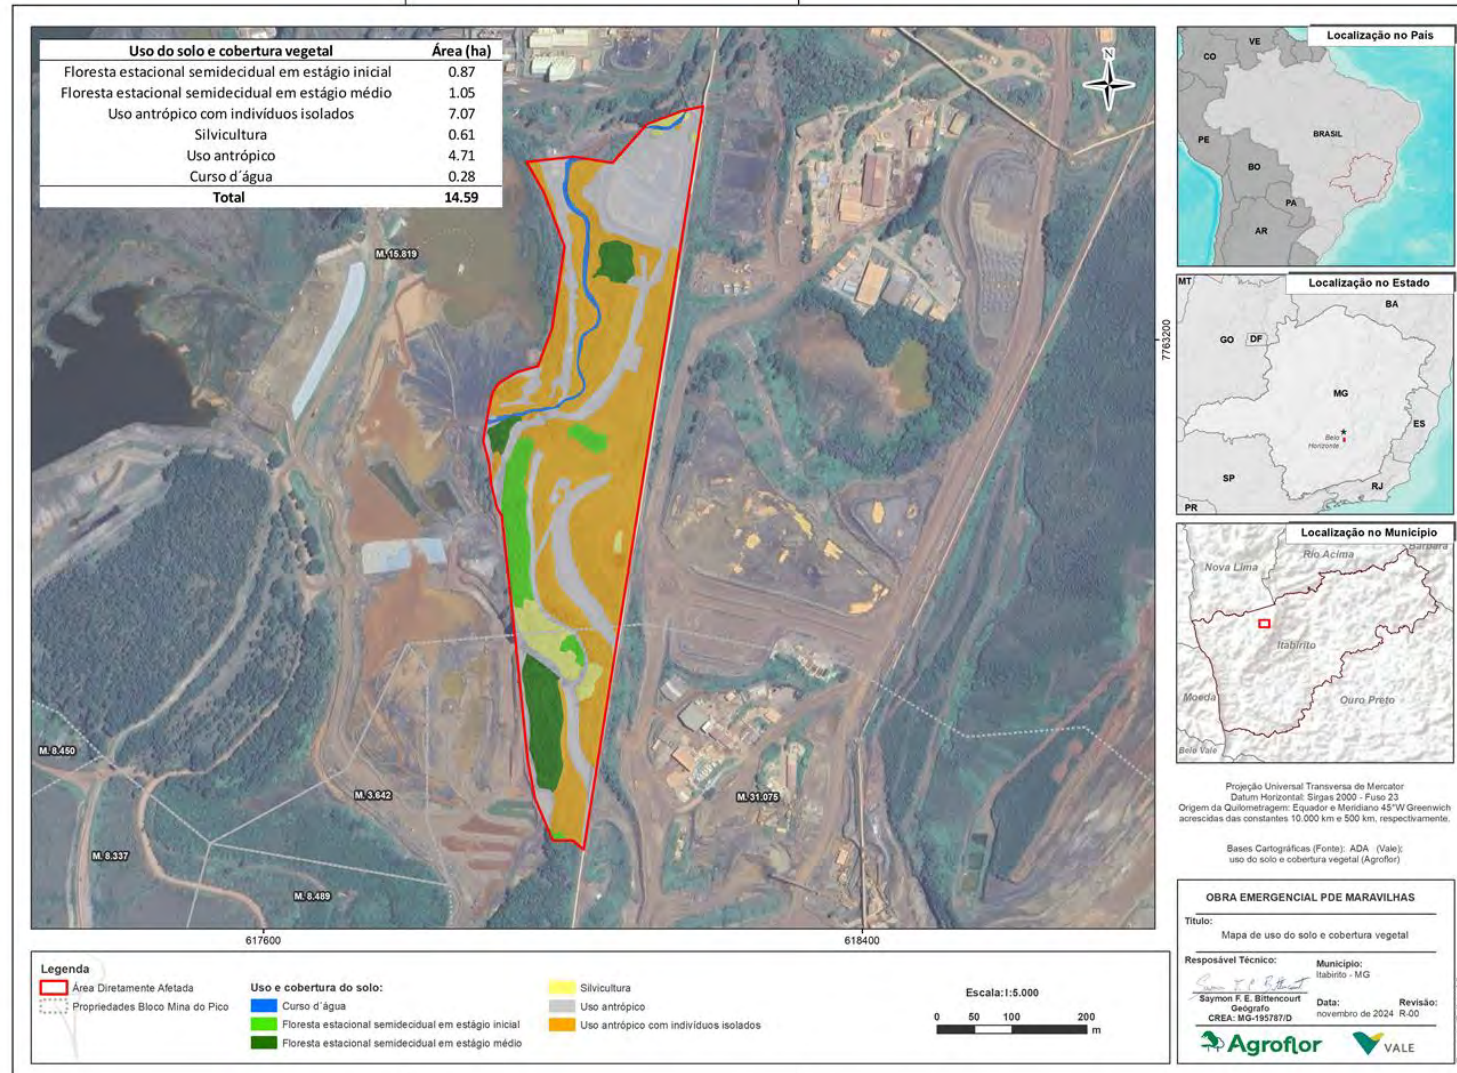 Uso do solo e cobertura vegetal Área (ha)
Floresta estacional semidecidual em estágio inicial 0.87
Floresta estacional semidecidual em estágio médio 1.05
Uso antrópico com indivíduos isolados 7.07
Silvicultura 0.61
Uso antrópico 4.71
Curso d´água 0.28
Total 14.59
N
M. 15.819
M. 8.450
M. 3.642
M. 31.075
M. 8.337
M. 8.489
7763200
617600
618400
Localização no País
VE
CO
BRASIL
PE
BO
PA
AR
Localização no Estado
MT
BA
GO
DF
MG
Belo
Horizonte
ES
SP
RJ
PR
Localização no Município
Rio Acima
Nova Lima
Itabirito
Moeda
Ouro Preto
Belo Vale
Projeção Universal Transversa de Mercator
Datum Horizontal: Sirgas 2000 - Fuso 23
Origem da Quilometragem: Equador e Meridiano 45°W Greenwich
acrescidas das constantes 10.000 km e 500 km, respectivamente.
Bases Cartográficas (Fonte): ADA (Vale);
uso do solo e cobertura vegetal (Agroflor)
OBRA EMERGENCIAL PDE MARAVILHAS
Título:
Mapa de uso do solo e cobertura vegetal
Resposável Técnico:
Saymon F. E. Bittencourt
Geógrafo
CREA: MG-195787/D
Município:
Itabirito - MG
Data:
novembro de 2024
Revisão:
R-00
Agroflor
VALE
Legenda
Área Diretamente Afetada
Propriedades Bloco Mina do Pico
Uso e cobertura do solo:
Curso d´água
Floresta estacional semidecidual em estágio inicial
Floresta estacional semidecidual em estágio médio
Silvicultura
Uso antrópico
Uso antrópico com indivíduos isolados
Escala:1:5.000
0 50 100 200
m